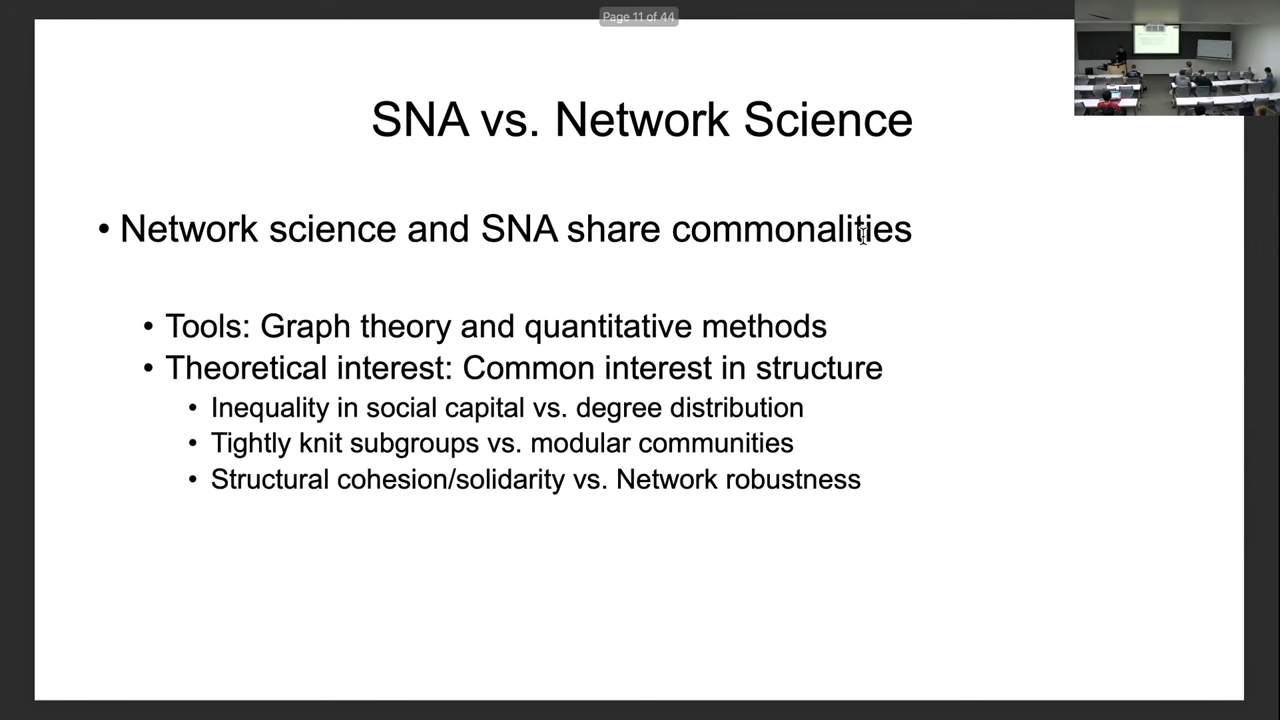 Page 11 of 44
SNA vs. Network Science
• Network science and SNA share commonalities
• Tools: Graph theory and quantitative methods
• Theoretical interest: Common interest in structure
• Inequality in social capital vs. degree distribution
• Tightly knit subgroups vs. modular communities
• Structural cohesion/solidarity vs. Network robustness